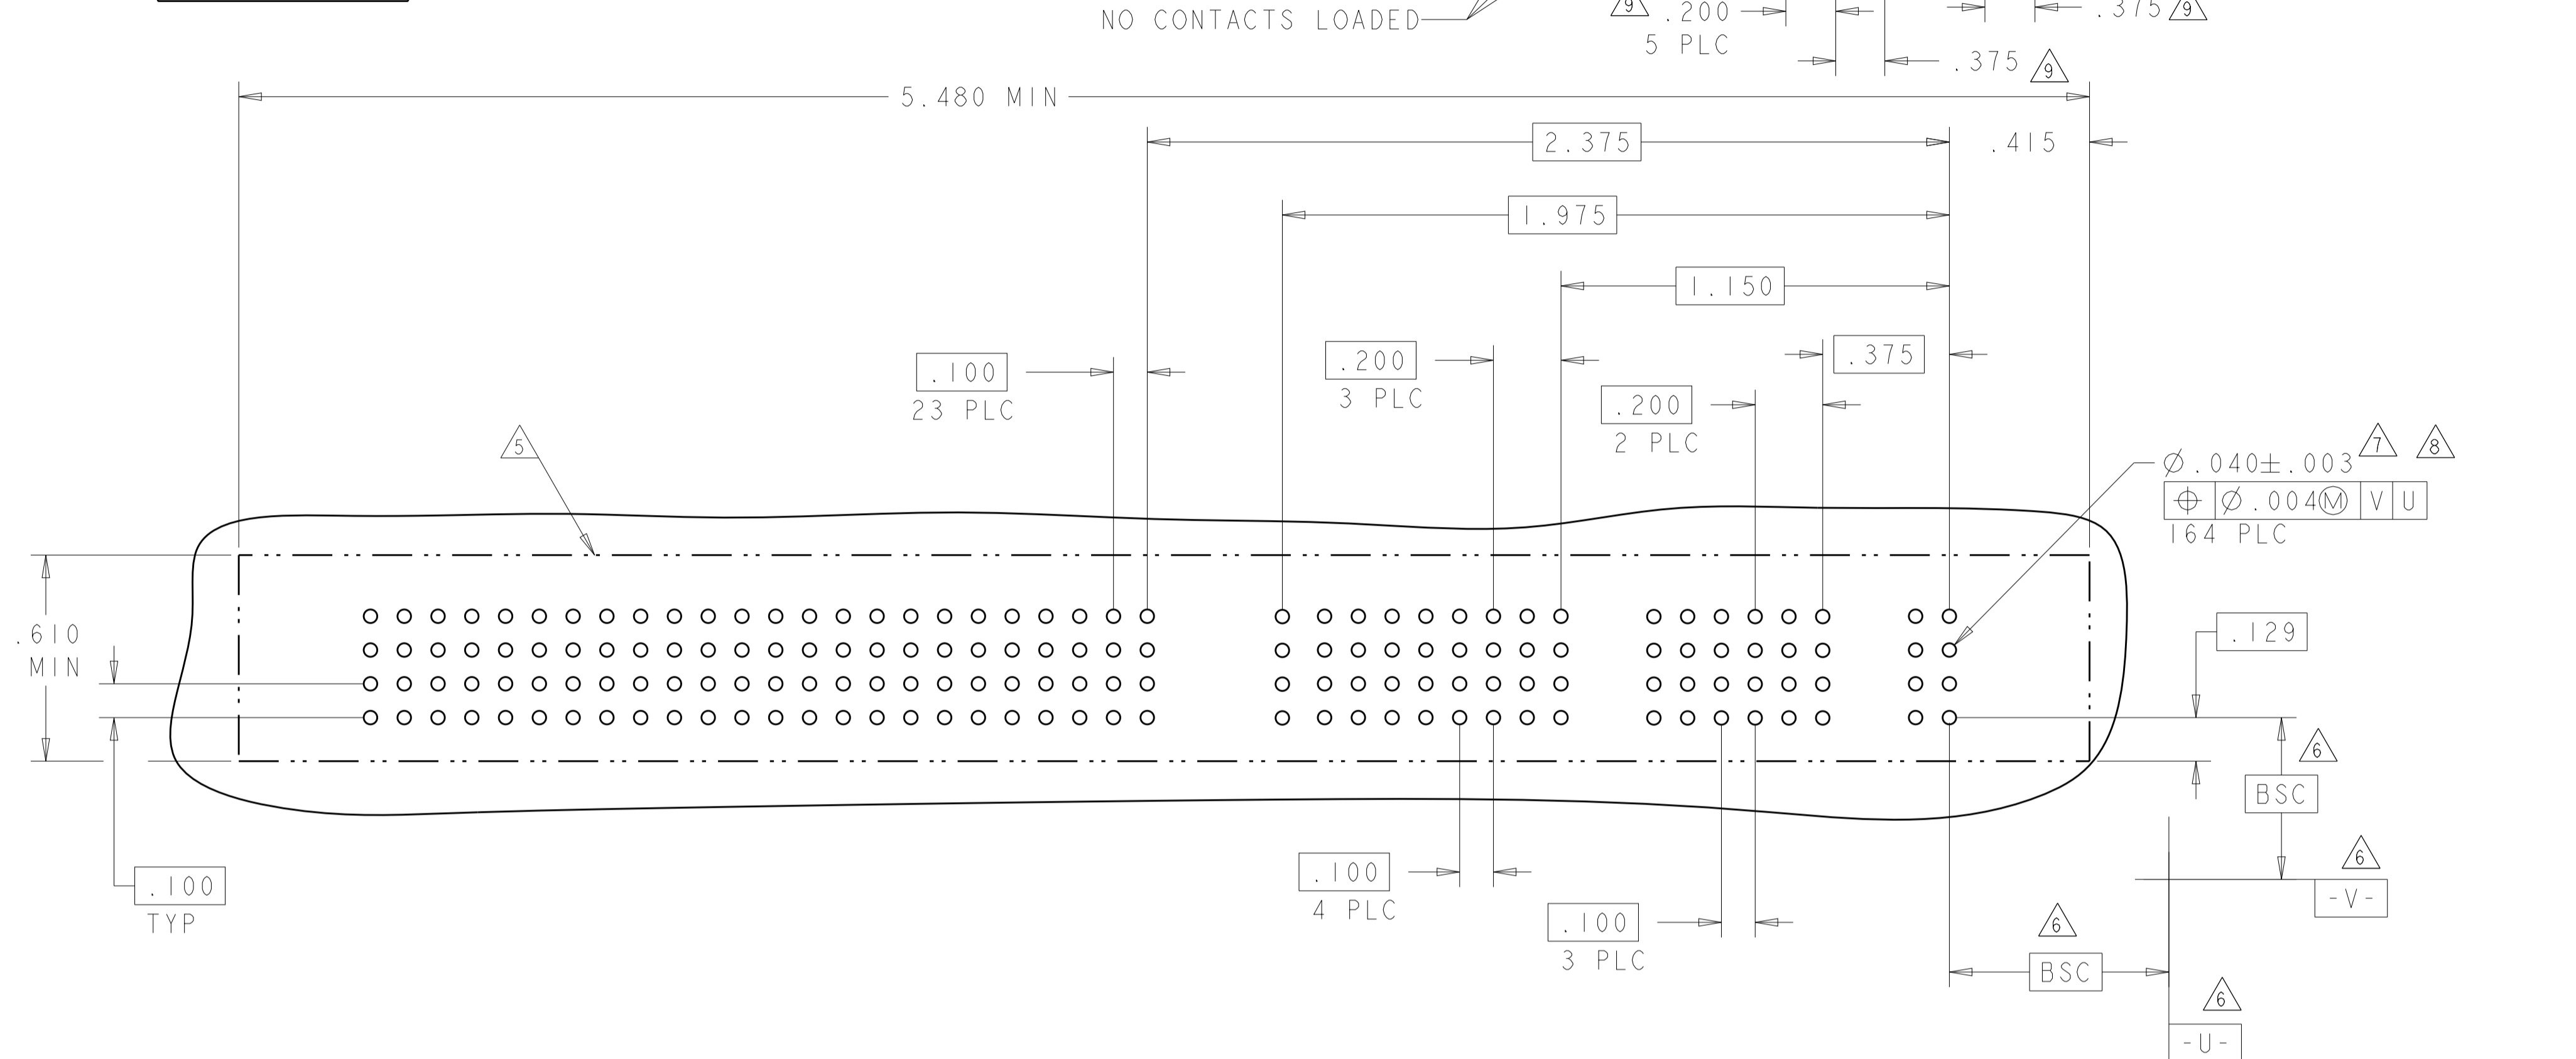 NO CONTACTS LOADED
9 .200
5 PLC
.375 9
.375 9
5.480 MIN
2.375
.415
1.975
1.150
.100
23 PLC
.200
3 PLC
.375
.200
2 PLC
5
⌀.040±.003 7 8
⌖ ⌀.004Ⓜ V U
164 PLC
.610
MIN
.129
6
BSC
.100
TYP
.100
4 PLC
.100
3 PLC
6
-V-
6
BSC
6
-U-